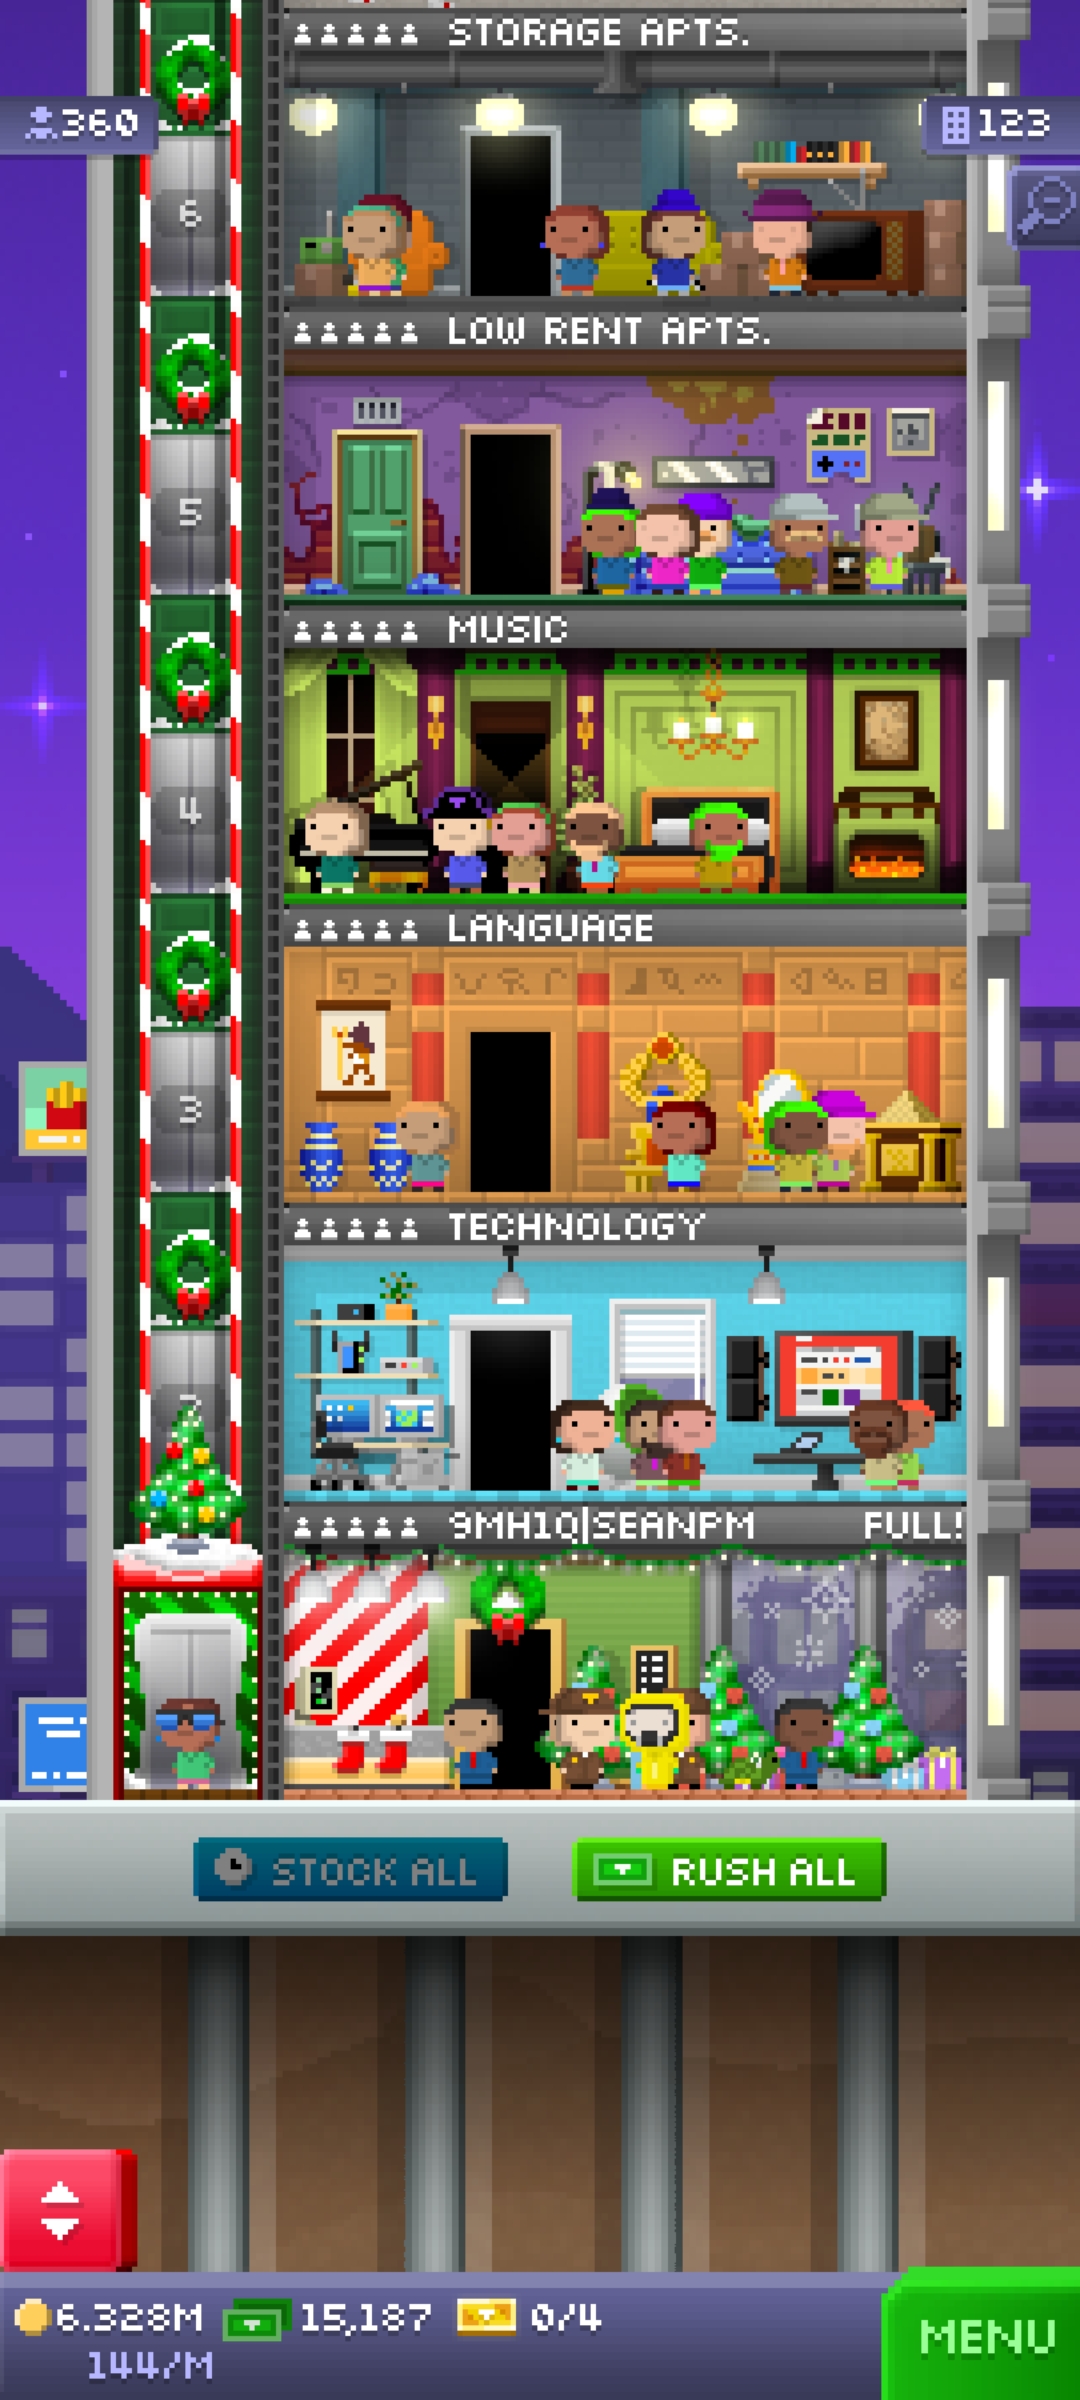 STORAGE APTS.
360
123
6
LOW RENT APTS.
5
MUSIC
4
LANGUAGE
3
TECHNOLOGY
9MH1Q|SEANPM FULL!
STOCK ALL
RUSH ALL
6.328M 15,187 0/4
144/M
MENU